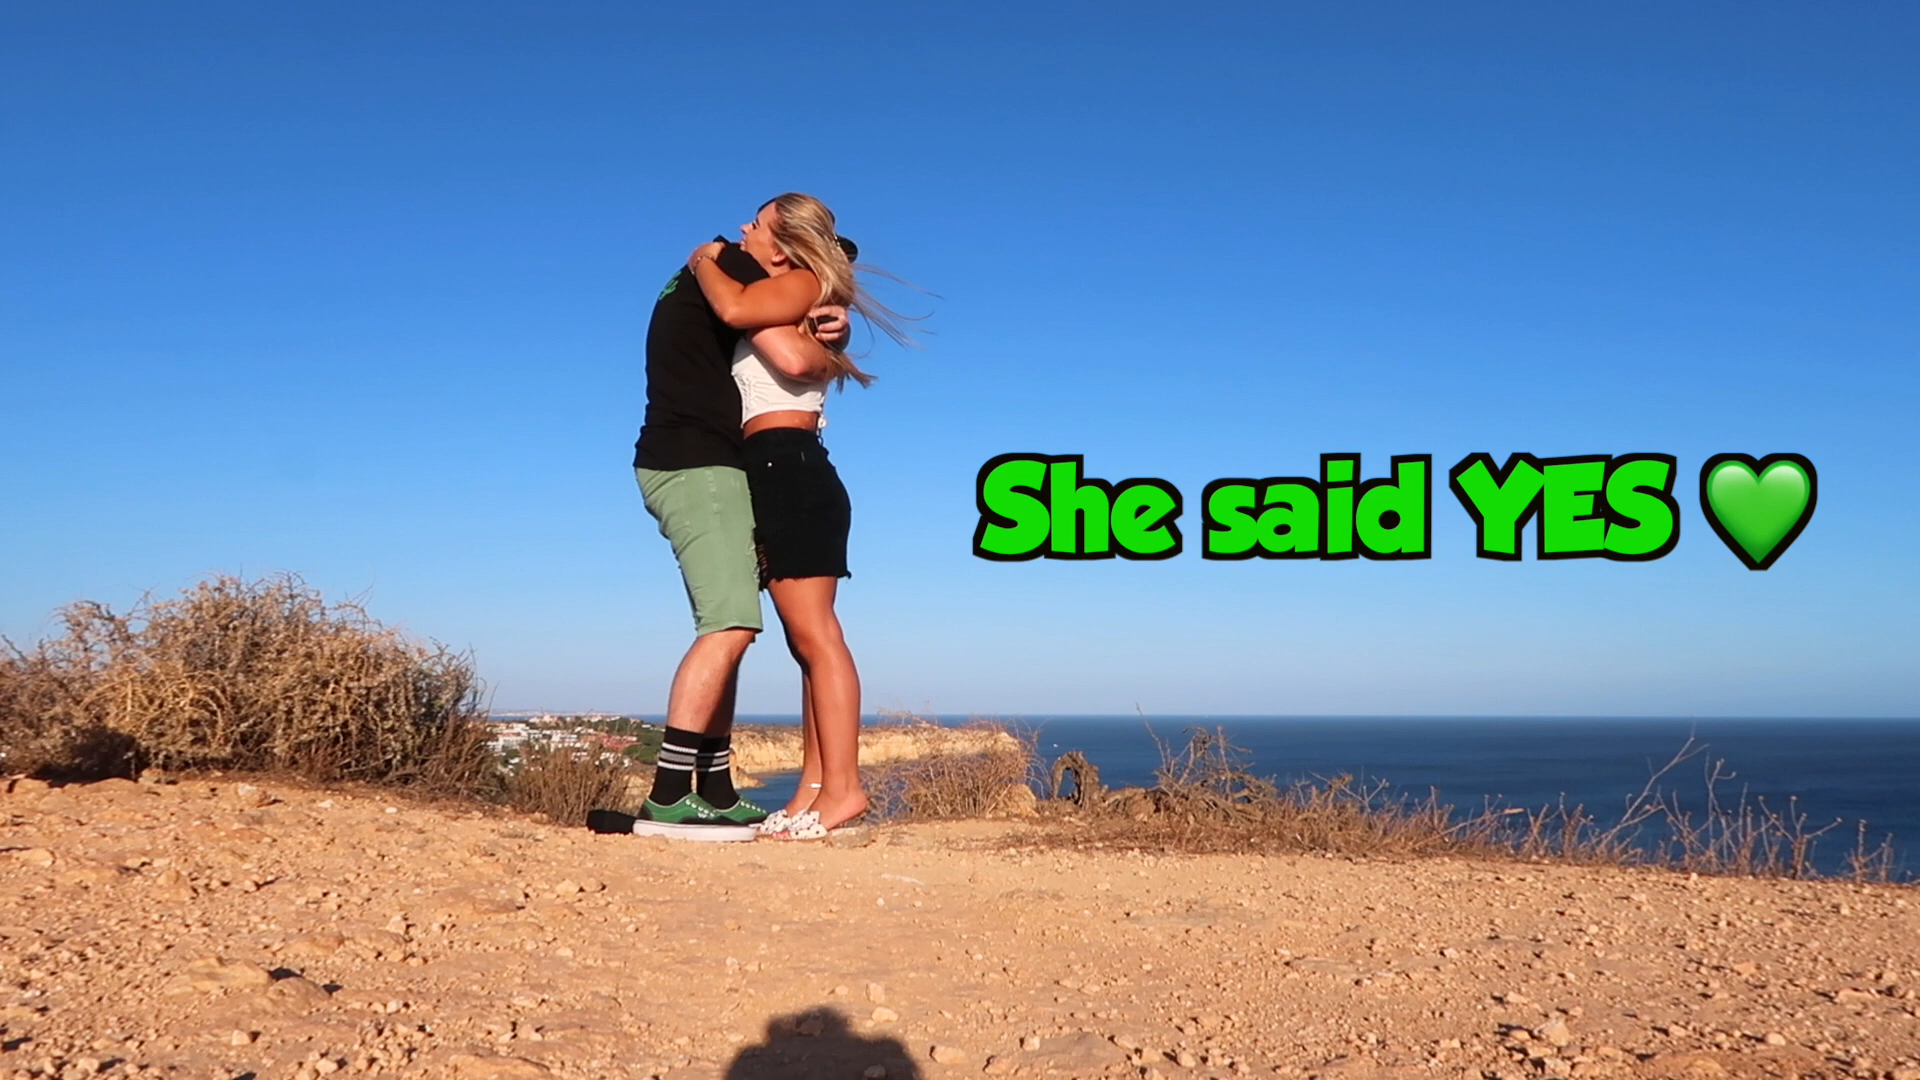 She said YES 💚